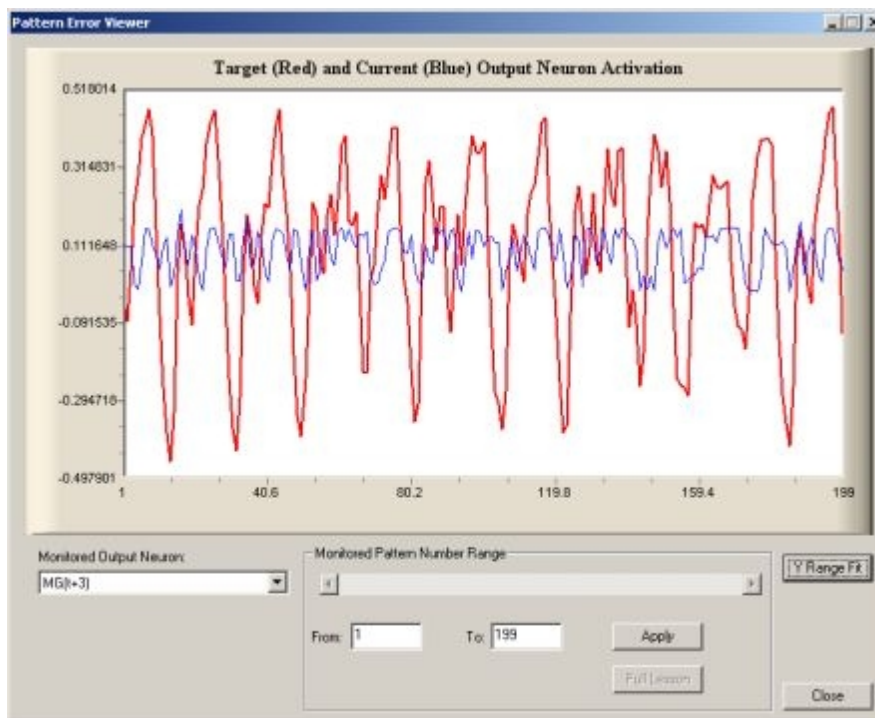 Pattern Error Viewer
Target (Red) and Current (Blue) Output Neuron Activation
0.518014
0.314831
0.111648
-0.091535
-0.294718
-0.497901
1 40.6 80.2 119.8 159.4 199
Monitored Output Neuron:
MG(t+3)
Monitored Pattern Number Range
From: 1 To: 199 Apply
Full Lesson
Y Range Fit
Close